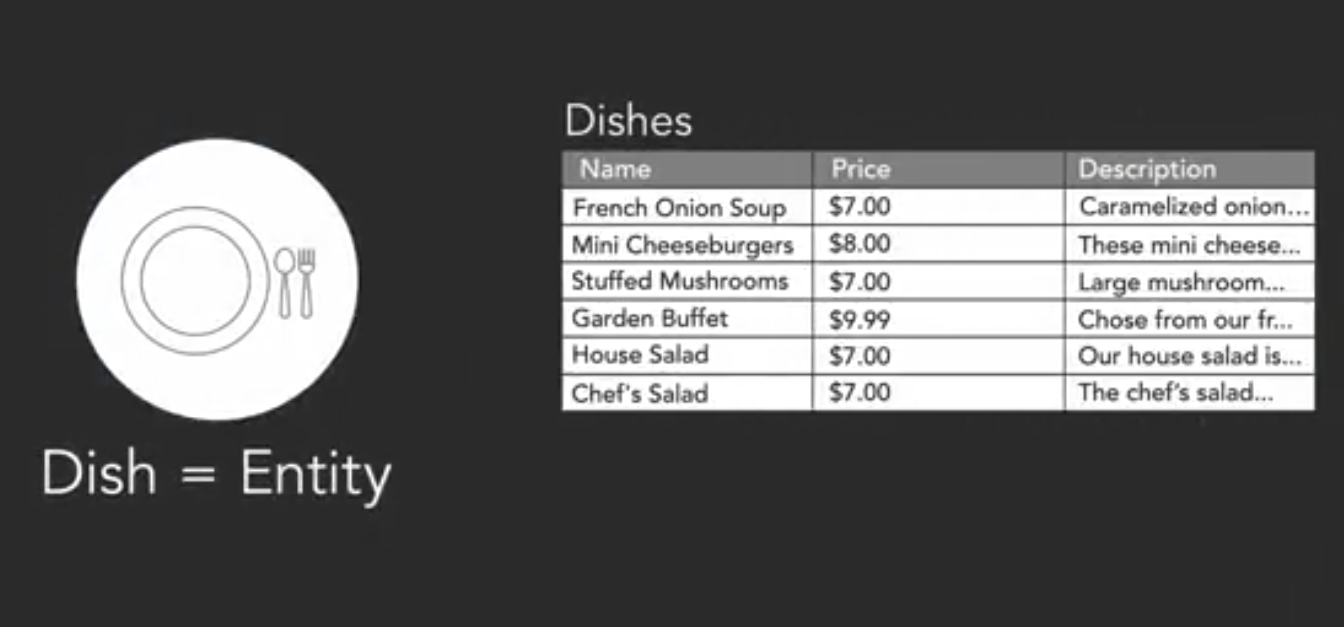 Dishes
Name Price Description
French Onion Soup $7.00 Caramelized onion...
Mini Cheeseburgers $8.00 These mini cheese...
Stuffed Mushrooms $7.00 Large mushroom...
Garden Buffet $9.99 Chose from our fr...
House Salad $7.00 Our house salad is...
Chef's Salad $7.00 The chef's salad...
Dish = Entity